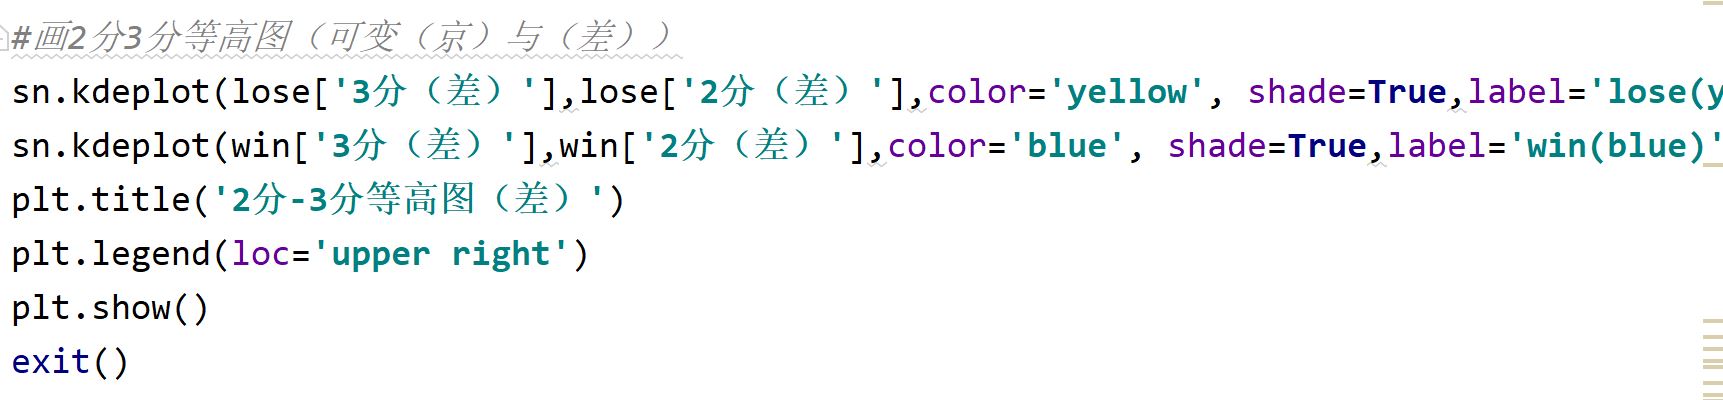 #画2分3分等高图（可变（京）与（差））
sn.kdeplot(lose['3分（差）'],lose['2分（差）'],color='yellow', shade=True,label='lose(y
sn.kdeplot(win['3分（差）'],win['2分（差）'],color='blue', shade=True,label='win(blue)'
plt.title('2分-3分等高图（差）')
plt.legend(loc='upper right')
plt.show()
exit()